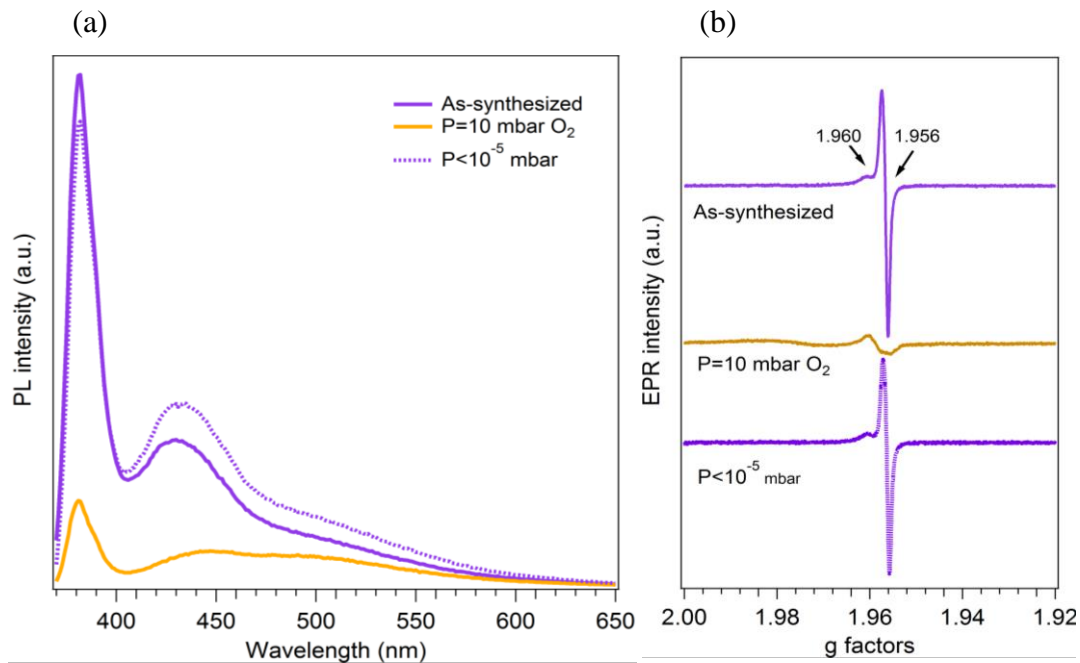 (a)
(b)
As-synthesized
P=10 mbar O₂
P<10⁻⁵ mbar
PL intensity (a.u.)
400
450
500
550
600
650
Wavelength (nm)
1.960
1.956
As-synthesized
P=10 mbar O₂
P<10⁻⁵ mbar
EPR intensity (a.u.)
2.00
1.98
1.96
1.94
1.92
g factors